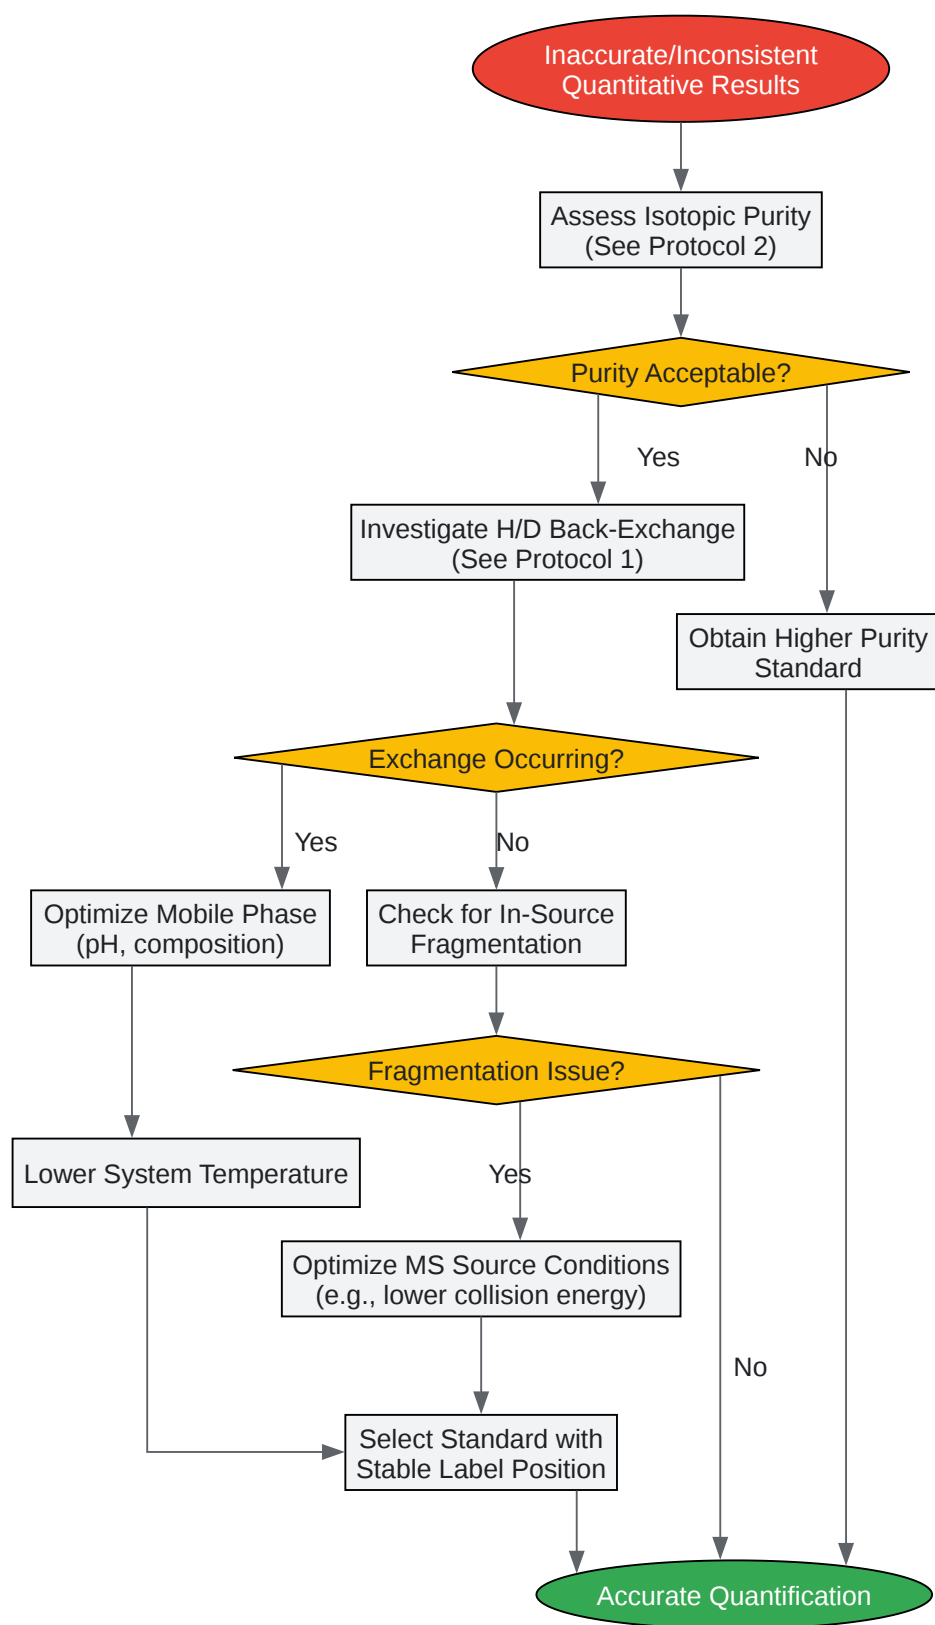 Inaccurate/Inconsistent
Quantitative Results
Assess Isotopic Purity
(See Protocol 2)
Purity Acceptable?
Yes
No
Investigate H/D Back-Exchange
(See Protocol 1)
Obtain Higher Purity
Standard
Exchange Occurring?
Yes
No
Optimize Mobile Phase
(pH, composition)
Check for In-Source
Fragmentation
Fragmentation Issue?
Lower System Temperature
Yes
Optimize MS Source Conditions
(e.g., lower collision energy)
No
Select Standard with
Stable Label Position
Accurate Quantification